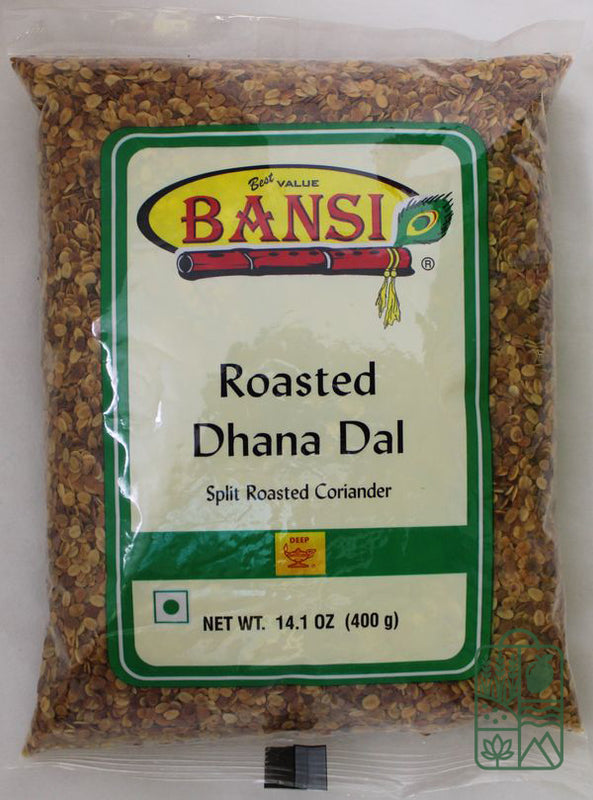 Best VALUE
BANSI
®
Roasted
Dhana Dal
Split Roasted Coriander
DEEP
NET WT. 14.1 OZ (400 g)